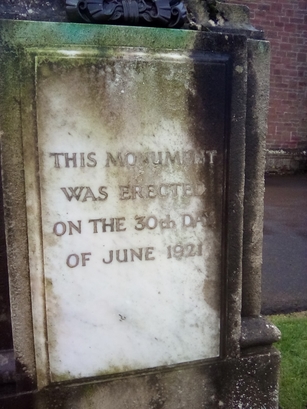 THIS MONUMENT
WAS ERECTED
ON THE 30th DAY
OF JUNE 1921